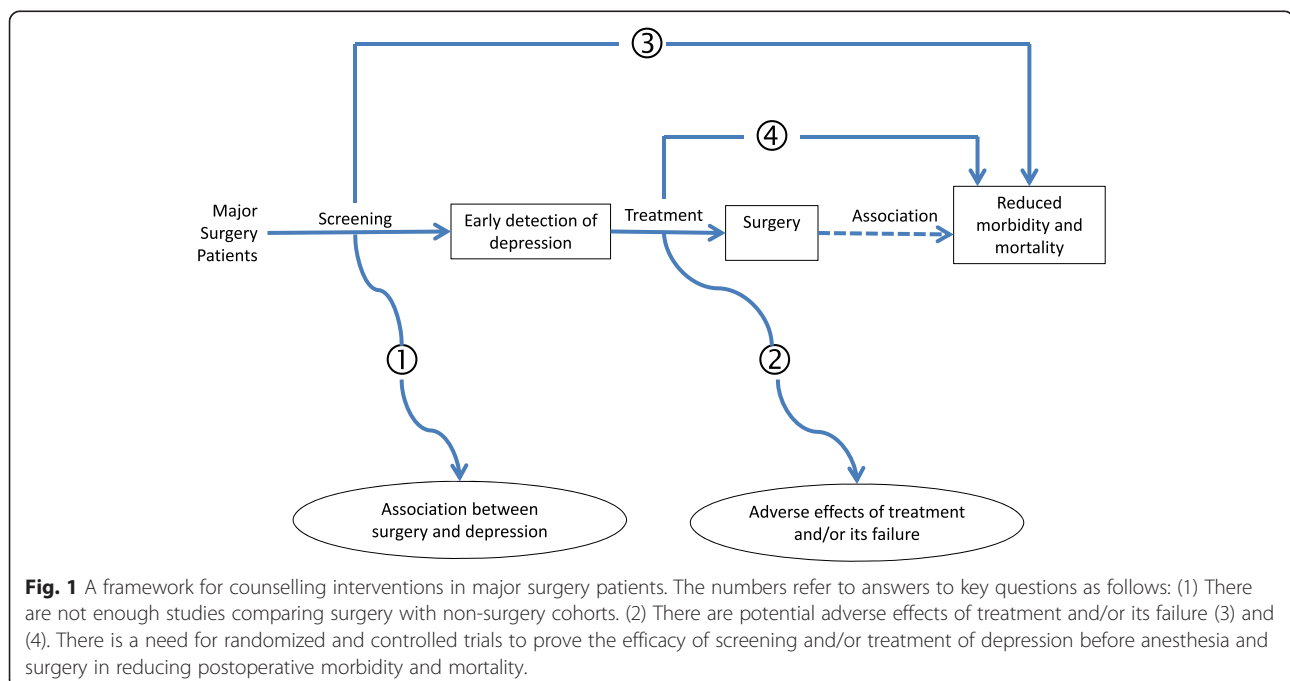 ③
④
Major
Surgery
Patients
Screening
Early detection of
depression
Treatment
Surgery
Association
Reduced
morbidity and
mortality
①
②
Association between
surgery and depression
Adverse effects of treatment
and/or its failure
Fig. 1 A framework for counselling interventions in major surgery patients. The numbers refer to answers to key questions as follows: (1) There
are not enough studies comparing surgery with non-surgery cohorts. (2) There are potential adverse effects of treatment and/or its failure (3) and
(4). There is a need for randomized and controlled trials to prove the efficacy of screening and/or treatment of depression before anesthesia and
surgery in reducing postoperative morbidity and mortality.